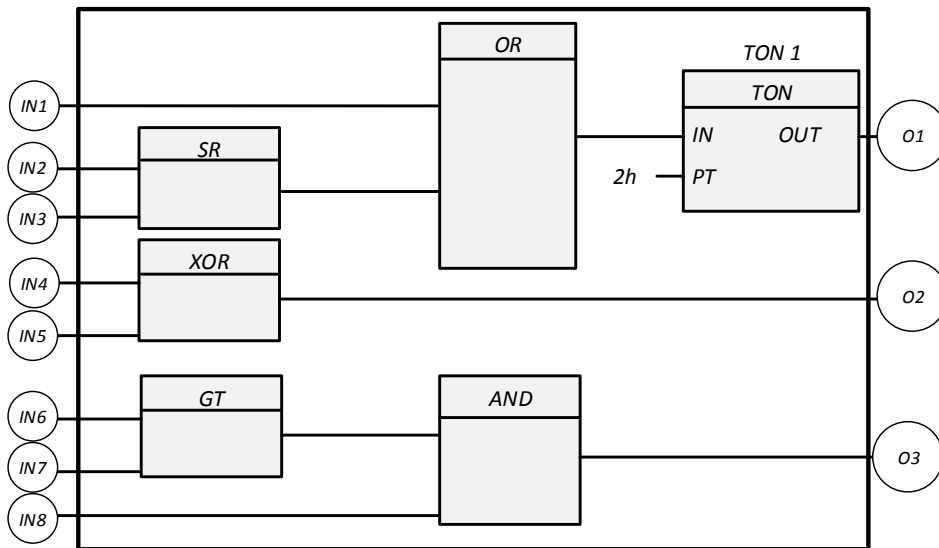 OR
TON 1
TON
IN1
IN OUT
O1
SR
IN2
2h PT
IN3
XOR
IN4
O2
IN5
GT
AND
IN6
O3
IN7
IN8